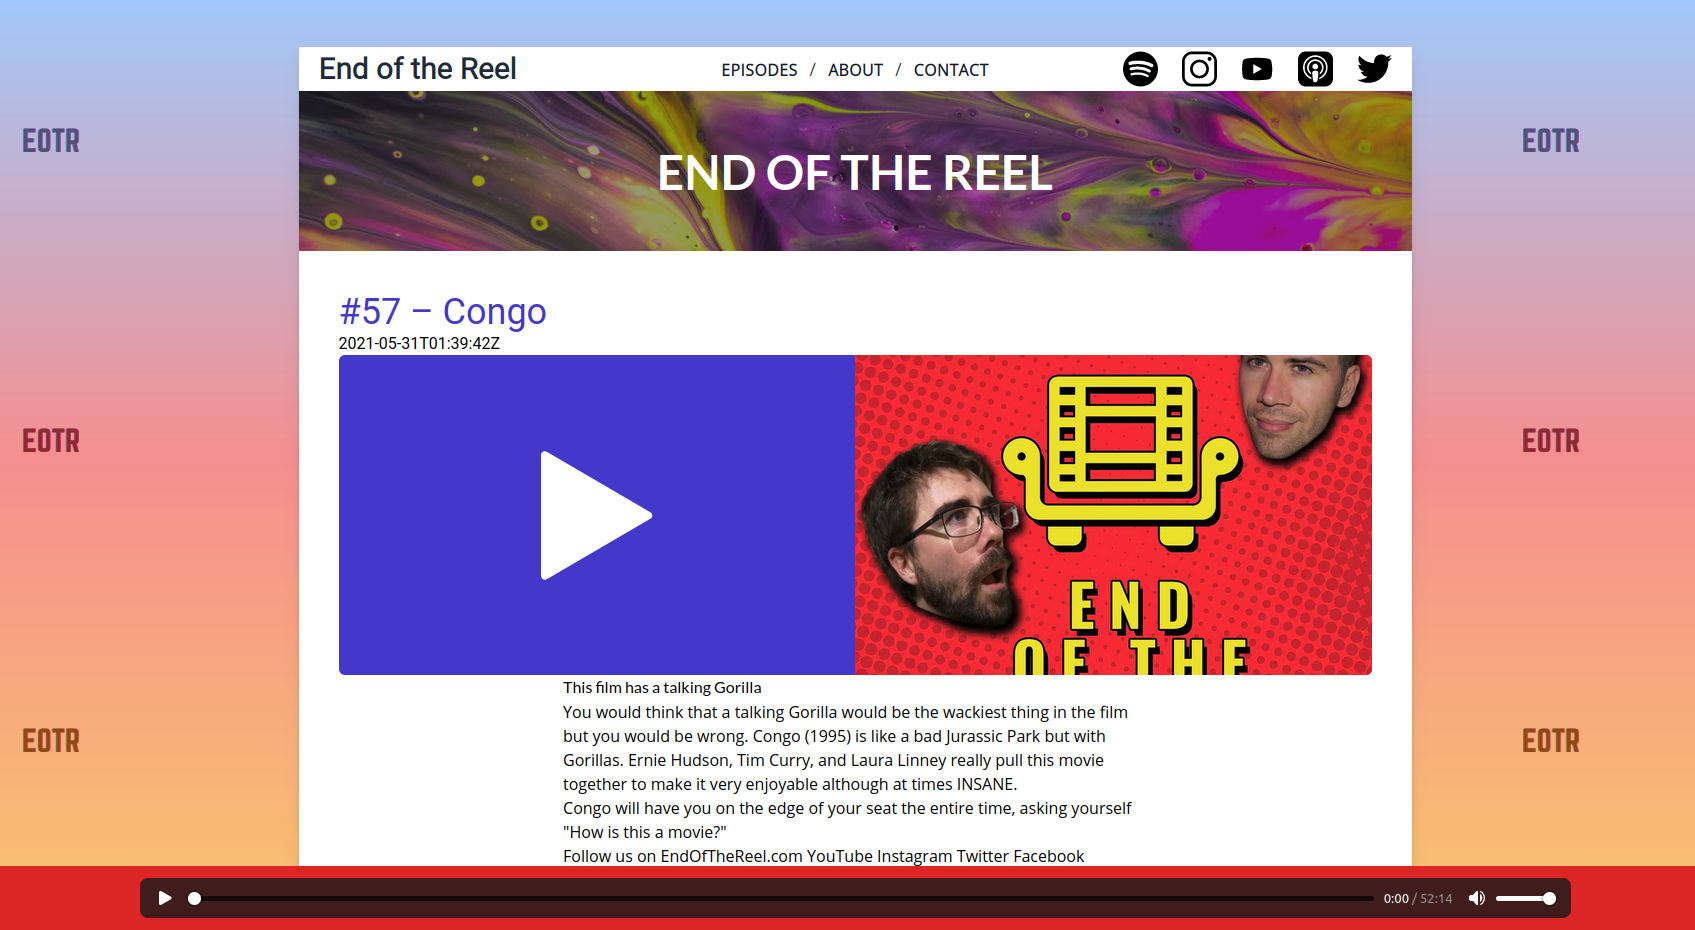 End of the Reel
EPISODES / ABOUT / CONTACT
END OF THE REEL
EOTR
EOTR
#57 – Congo
2021-05-31T01:39:42Z
END
OF THE
EOTR
EOTR
This film has a talking Gorilla
You would think that a talking Gorilla would be the wackiest thing in the film
but you would be wrong. Congo (1995) is like a bad Jurassic Park but with
Gorillas. Ernie Hudson, Tim Curry, and Laura Linney really pull this movie
together to make it very enjoyable although at times INSANE.
Congo will have you on the edge of your seat the entire time, asking yourself
"How is this a movie?"
Follow us on EndOfTheReel.com YouTube Instagram Twitter Facebook
EOTR
EOTR
0:00 / 52:14